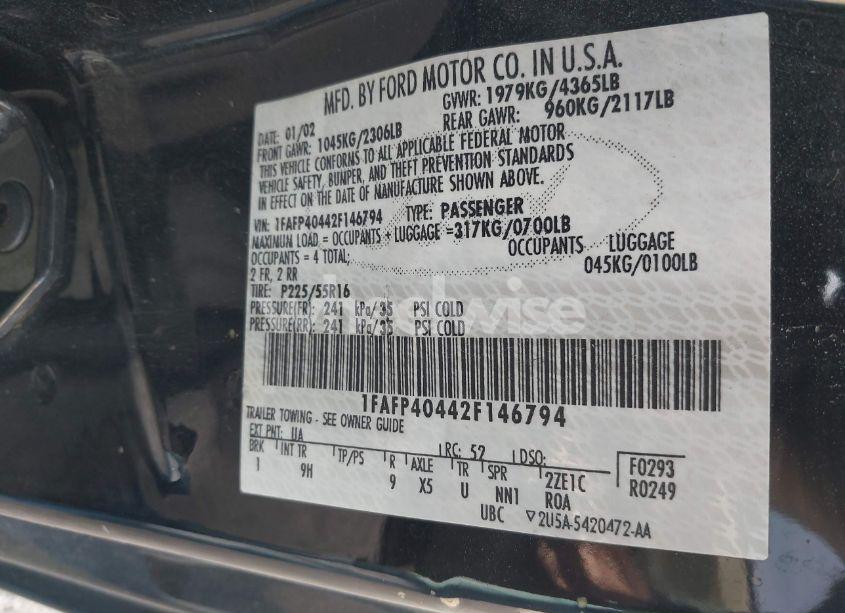 MFD. BY FORD MOTOR CO. IN U.S.A.
DATE: 01/02 GVWR: 1979KG/4365LB
FRONT GAWR: 1045KG/2306LB REAR GAWR: 960KG/2117LB
THIS VEHICLE CONFORMS TO ALL APPLICABLE FEDERAL MOTOR
VEHICLE SAFETY, BUMPER, AND THEFT PREVENTION STANDARDS
IN EFFECT ON THE DATE OF MANUFACTURE SHOWN ABOVE.
VIN: 1FAFP40442F146794 TYPE: PASSENGER
MAXIMUM LOAD = OCCUPANTS + LUGGAGE =317KG/0700LB
OCCUPANTS = 4 TOTAL; OCCUPANTS LUGGAGE
2 FR, 2 RR 045KG/0100LB
TIRE: P225/55R16
PRESSURE(FR): 241 kPa/35 PSI COLD
PRESSURE(RR): 241 kPa/35 PSI COLD
1FAFP40442F146794
TRAILER TOWING - SEE OWNER GUIDE
EXT PNT: UA RC: 52 DSO:
BRK INT TR TP/PS R AXLE TR SPR 2ZE1C F0293
1 9H 9 X5 U NN1 ROA R0249
UBC ▽2U5A-5420472-AA